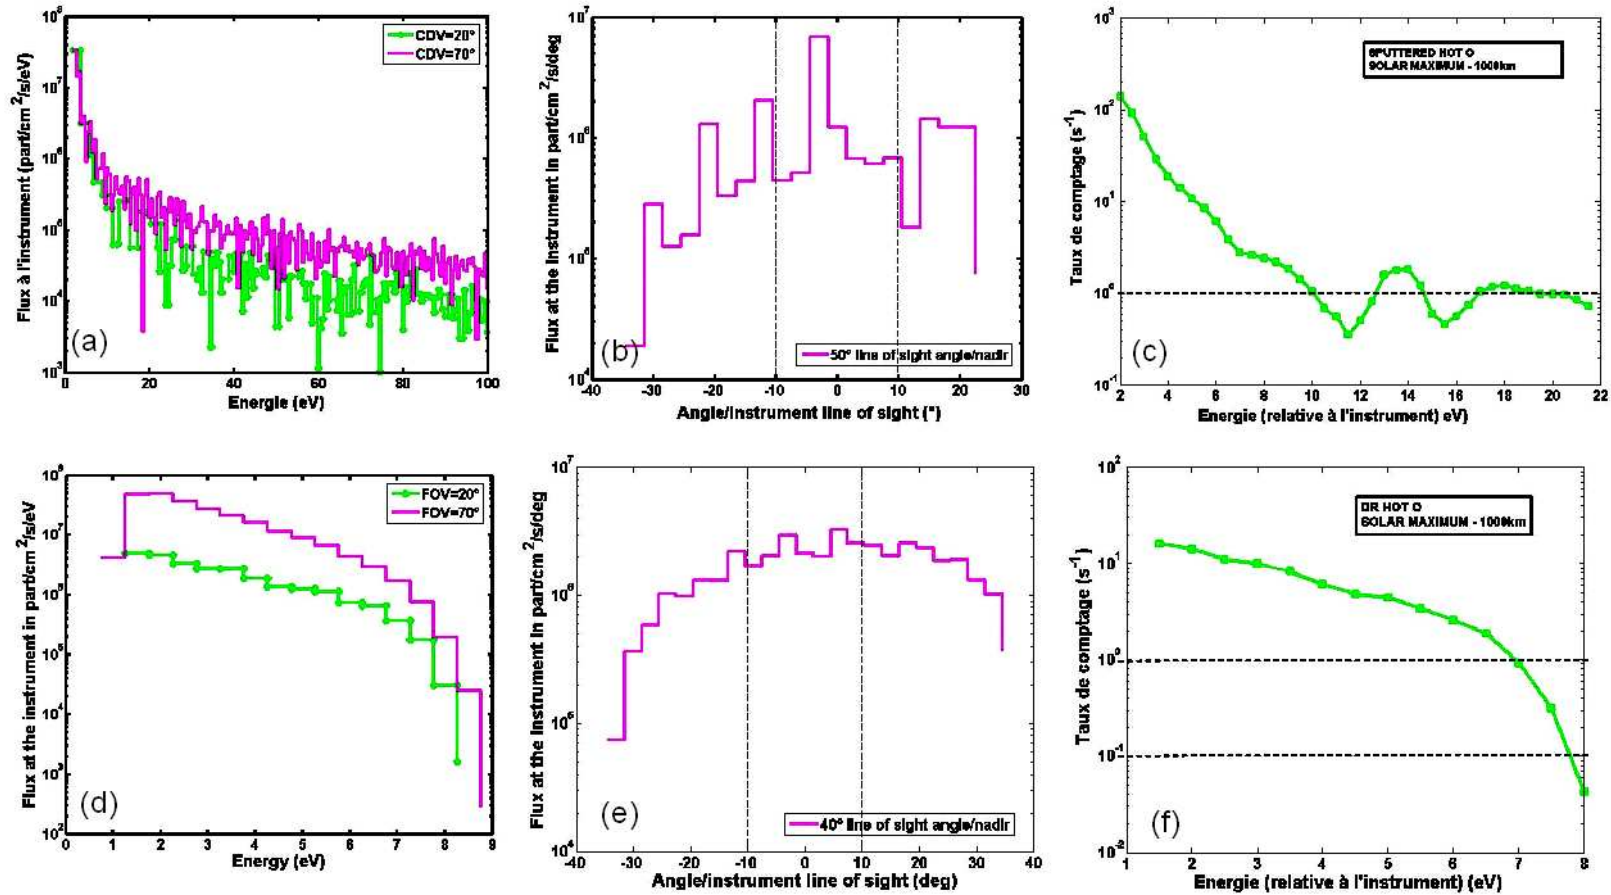 CDV=20°
CDV=70°
Flux à l'instrument (part/cm²/s/eV)
10⁸
10⁷
10⁶
10⁵
10⁴
10³
0 20 40 60 80 100
Energie (eV)
(a)
Flux at the instrument in part/cm²/s/deg
10⁷
10⁶
10⁵
10⁴
50° line of sight angle/nadir
-40 -30 -20 -10 0 10 20 30
Angle/instrument line of sight (°)
(b)
SPUTTERED HOT O
SOLAR MAXIMUM - 1000km
Taux de comptage (s⁻¹)
10³
10²
10¹
10⁰
10⁻¹
2 4 6 8 10 12 14 16 18 20 22
Energie (relative à l'instrument) eV)
(c)
FOV=20°
FOV=70°
Flux at the instrument in part/cm²/s/eV
10⁸
10⁷
10⁶
10⁵
10⁴
10³
10²
0 1 2 3 4 5 6 7 8 9
Energy (eV)
(d)
Flux at the instrument in part/cm²/s/deg
10⁷
10⁶
10⁵
10⁴
40° line of sight angle/nadir
-40 -30 -20 -10 0 10 20 30 40
Angle/instrument line of sight (deg)
(e)
DR HOT O
SOLAR MAXIMUM - 1000km
Taux de comptage (s⁻¹)
10²
10¹
10⁰
10⁻¹
10⁻²
1 2 3 4 5 6 7 8
Energie (relative à l'instrument) (eV)
(f)